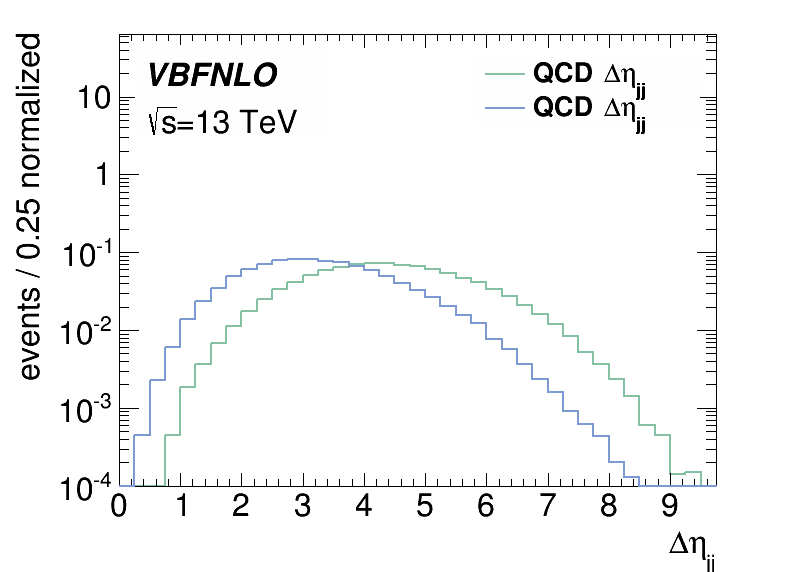 VBFNLO
√s=13 TeV
QCD Δηjj
QCD Δηjj
events / 0.25 normalized
10
1
10-1
10-2
10-3
10-4
0 1 2 3 4 5 6 7 8 9
Δηjj